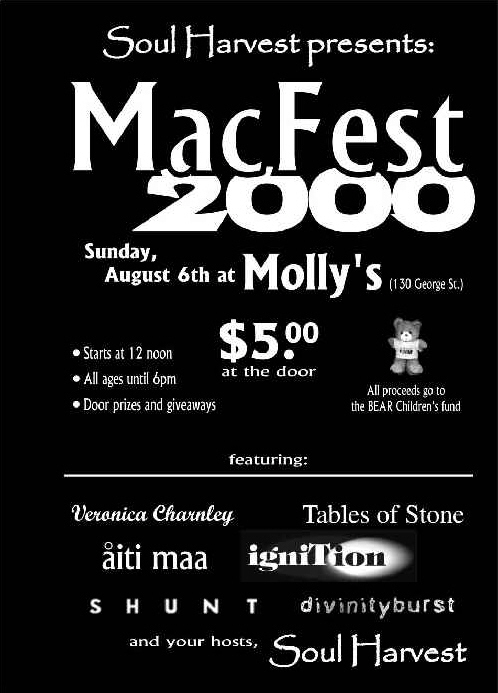 Soul Harvest presents:
MacFest
2000
Sunday,
August 6th at Molly's (130 George St.)
• Starts at 12 noon
• All ages until 6pm
• Door prizes and giveaways
$5.00
at the door
All proceeds go to
the BEAR Children's fund
featuring:
Veronica Charnley
Tables of Stone
åiti maa
igniTion
SHUNT
divinityburst
and your hosts, Soul Harvest